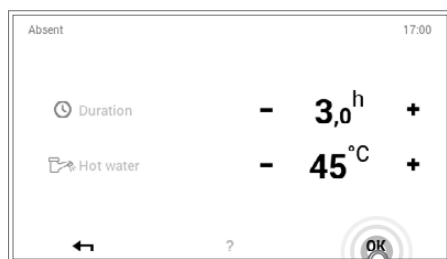 Absent 17:00
Duration - 3,0h +
Hot water - 45°C +
? OK